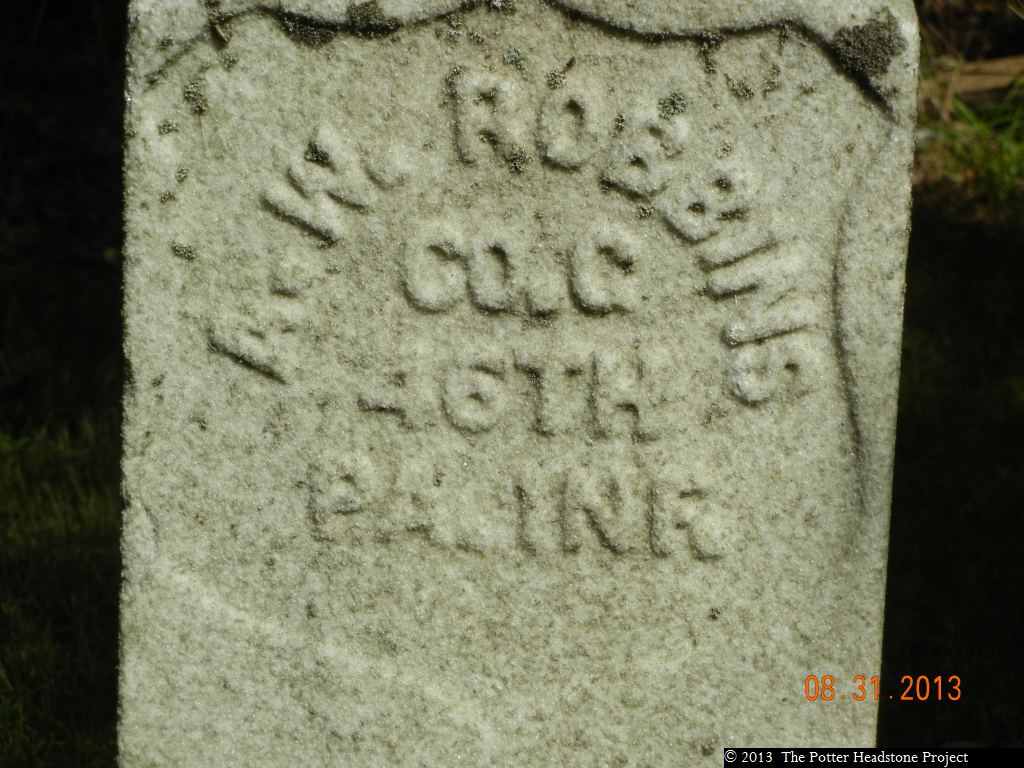 A. W. ROBBINS
CO. G
46TH
PA. INF.
08.31.2013
© 2013 The Potter Headstone Project